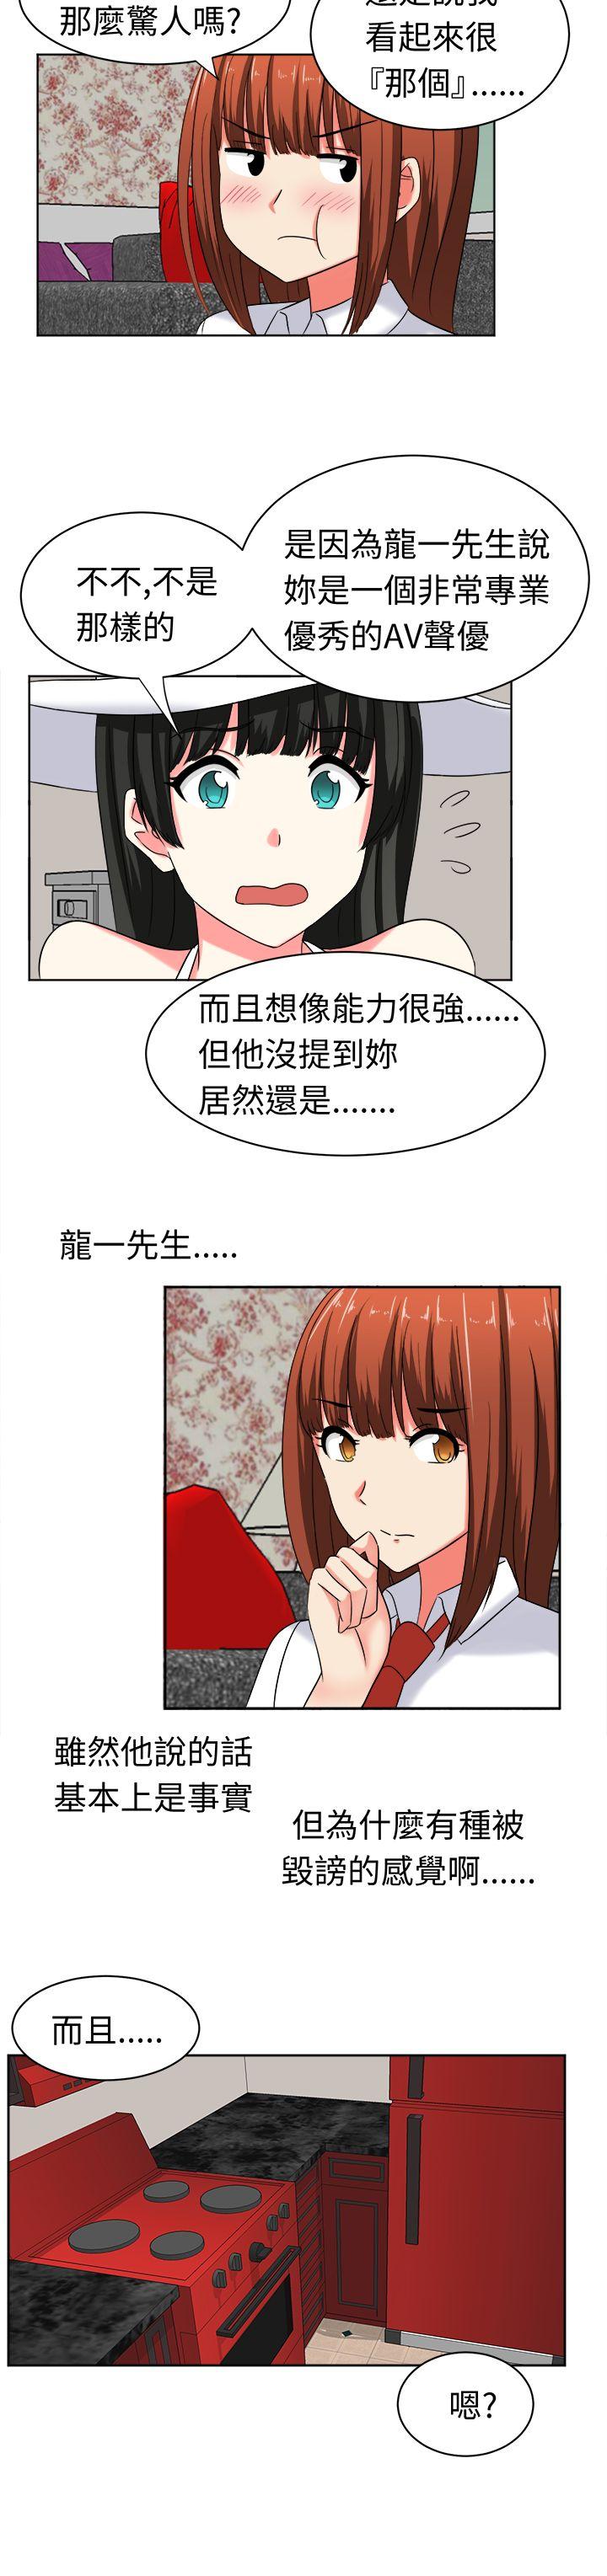 那麼驚人嗎?
還是說我
看起來很
『那個』......
不不,不是
那樣的
是因為龍一先生說
妳是一個非常專業
優秀的AV聲優
而且想像能力很強......
但他沒提到妳
居然還是.......
龍一先生.....
雖然他說的話
基本上是事實
但為什麼有種被
毀謗的感覺啊......
而且.....
嗯?